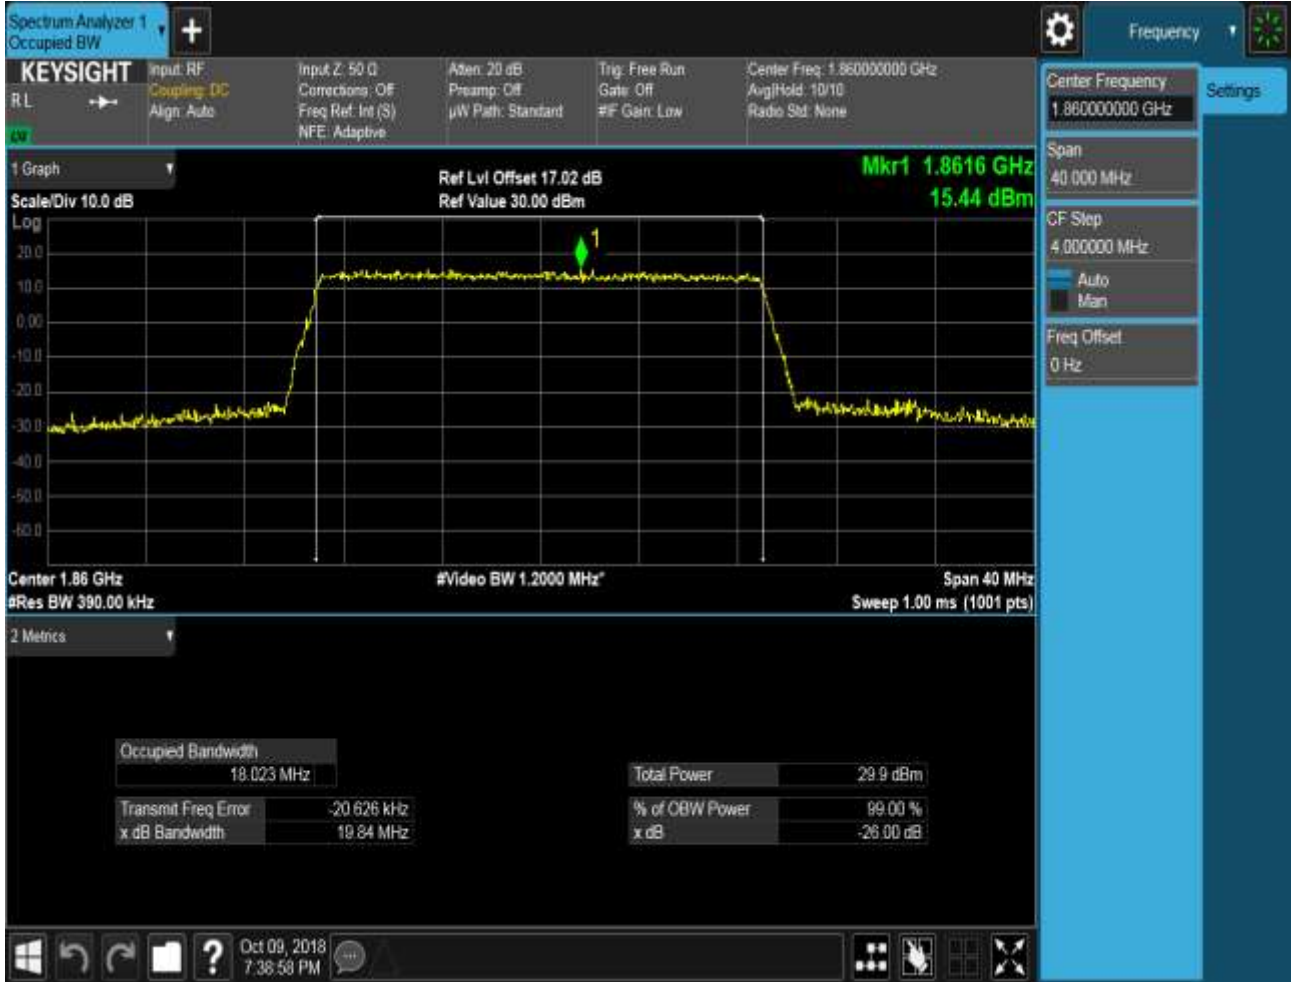 Spectrum Analyzer 1
Occupied BW
Frequency
KEYSIGHT
R L
Input: RF
Coupling: DC
Align: Auto
Input Z: 50 Ω
Corrections: Off
Freq Ref: Int (S)
NFE: Adaptive
Atten: 20 dB
Preamp: Off
µW Path: Standard
Trig: Free Run
Gate: Off
#IF Gain: Low
Center Freq: 1.860000000 GHz
Avg|Hold: 10/10
Radio Std: None
Center Frequency
1.860000000 GHz
Settings
Span
40.000 MHz
CF Step
4.000000 MHz
Auto
Man
Freq Offset
0 Hz
1 Graph
Scale/Div 10.0 dB
Ref Lvl Offset 17.02 dB
Ref Value 30.00 dBm
Mkr1 1.8616 GHz
15.44 dBm
Log
20.0
10.0
0.00
-10.0
-20.0
-30.0
-40.0
-50.0
-60.0
1
Center 1.86 GHz
#Res BW 390.00 kHz
#Video BW 1.2000 MHz*
Span 40 MHz
Sweep 1.00 ms (1001 pts)
2 Metrics
Occupied Bandwidth
18.023 MHz
Transmit Freq Error -20.626 kHz
x dB Bandwidth 19.84 MHz
Total Power 29.9 dBm
% of OBW Power 99.00 %
x dB -26.00 dB
?
Oct 09, 2018
7:38:58 PM